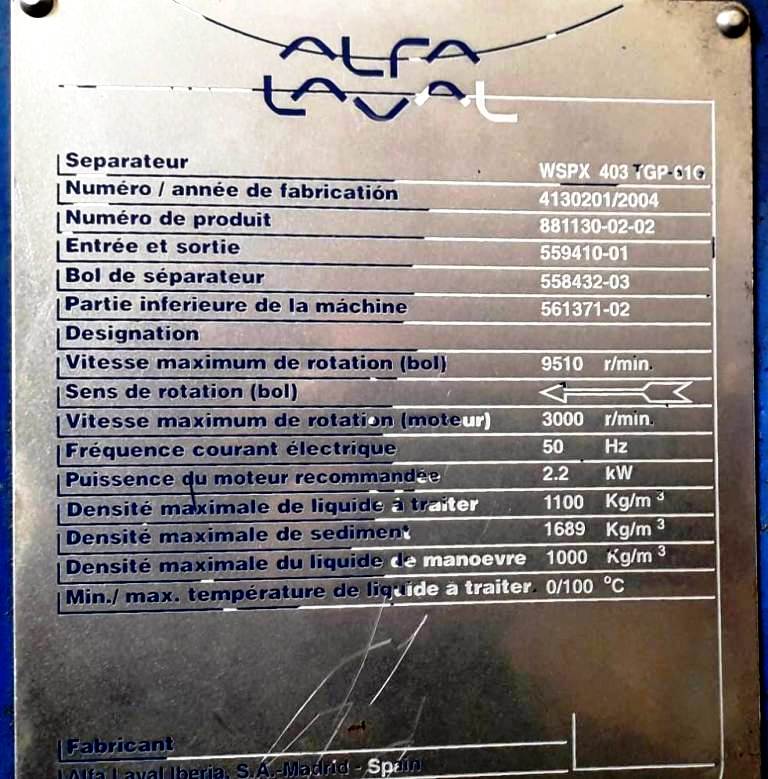 ALFA
LAVAL
Separateur WSPX 403 TGP-61G
Numéro / année de fabrication 4130201/2004
Numéro de produit 881130-02-02
Entrée et sortie 559410-01
Bol de séparateur 558432-03
Partie inferieure de la máchine 561371-02
Designation
Vitesse maximum de rotation (bol) 9510 r/min.
Sens de rotation (bol)
Vitesse maximum de rotation (moteur) 3000 r/min.
Fréquence courant électrique 50 Hz
Puissence du moteur recommandée 2.2 kW
Densité maximale de liquide à traiter 1100 Kg/m³
Densité maximale de sediment 1689 Kg/m³
Densité maximale du liquide de manoevre 1000 Kg/m³
Min./ max. température de liquide à traiter. 0/100 °C
Fabricant
Alfa Laval Iberia, S.A.-Madrid - Spain